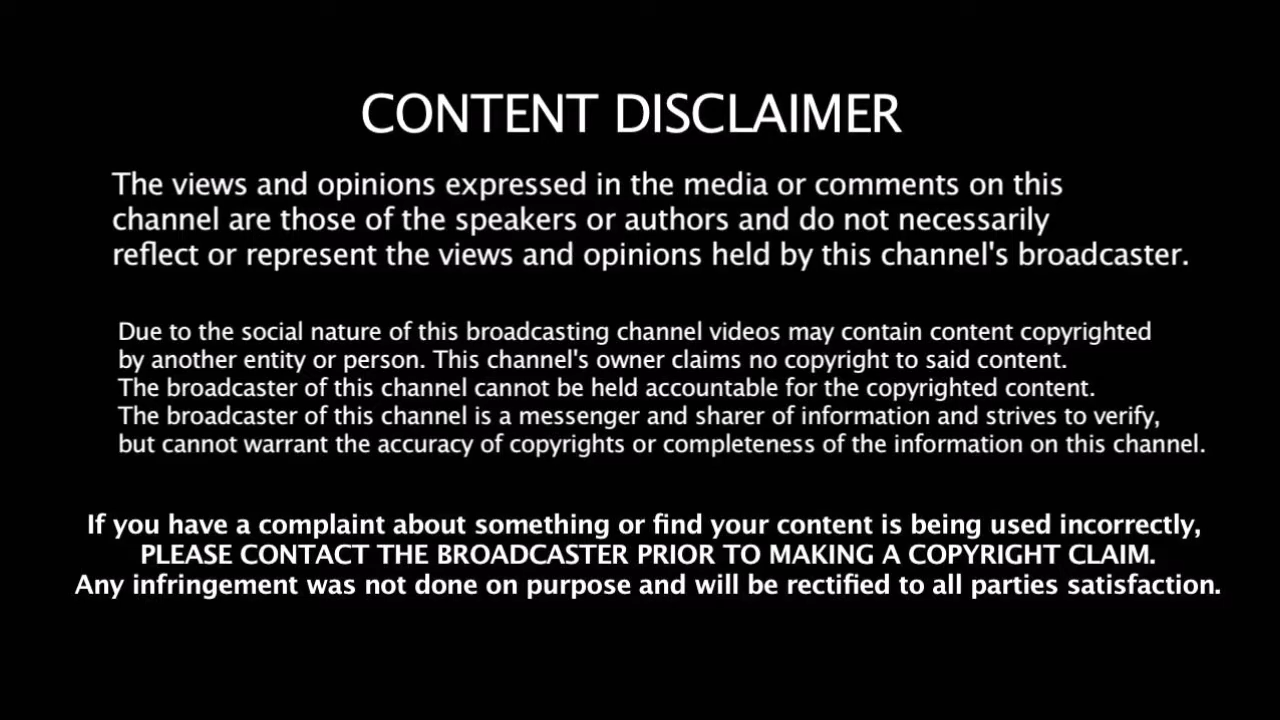 CONTENT DISCLAIMER
The views and opinions expressed in the media or comments on this
channel are those of the speakers or authors and do not necessarily
reflect or represent the views and opinions held by this channel's broadcaster.
Due to the social nature of this broadcasting channel videos may contain content copyrighted
by another entity or person. This channel's owner claims no copyright to said content.
The broadcaster of this channel cannot be held accountable for the copyrighted content.
The broadcaster of this channel is a messenger and sharer of information and strives to verify,
but cannot warrant the accuracy of copyrights or completeness of the information on this channel.
If you have a complaint about something or find your content is being used incorrectly,
PLEASE CONTACT THE BROADCASTER PRIOR TO MAKING A COPYRIGHT CLAIM.
Any infringement was not done on purpose and will be rectified to all parties satisfaction.